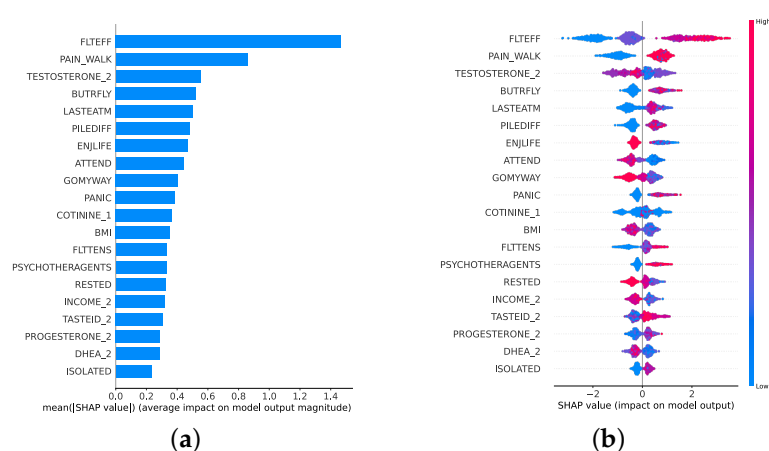 FLTEFF
PAIN_WALK
TESTOSTERONE_2
BUTRFLY
LASTEATM
PILEDIFF
ENJLIFE
ATTEND
GOMYWAY
PANIC
COTININE_1
BMI
FLTTENS
PSYCHOTHERAGENTS
RESTED
INCOME_2
TASTEID_2
PROGESTERONE_2
DHEA_2
ISOLATED
0.0 0.2 0.4 0.6 0.8 1.0 1.2 1.4
mean(|SHAP value|) (average impact on model output magnitude)
(a)
High
FLTEFF
PAIN_WALK
TESTOSTERONE_2
BUTRFLY
LASTEATM
PILEDIFF
ENJLIFE
ATTEND
GOMYWAY
PANIC
COTININE_1
BMI
FLTTENS
PSYCHOTHERAGENTS
RESTED
INCOME_2
TASTEID_2
PROGESTERONE_2
DHEA_2
ISOLATED
Low
−2 0 2
SHAP value (impact on model output)
(b)